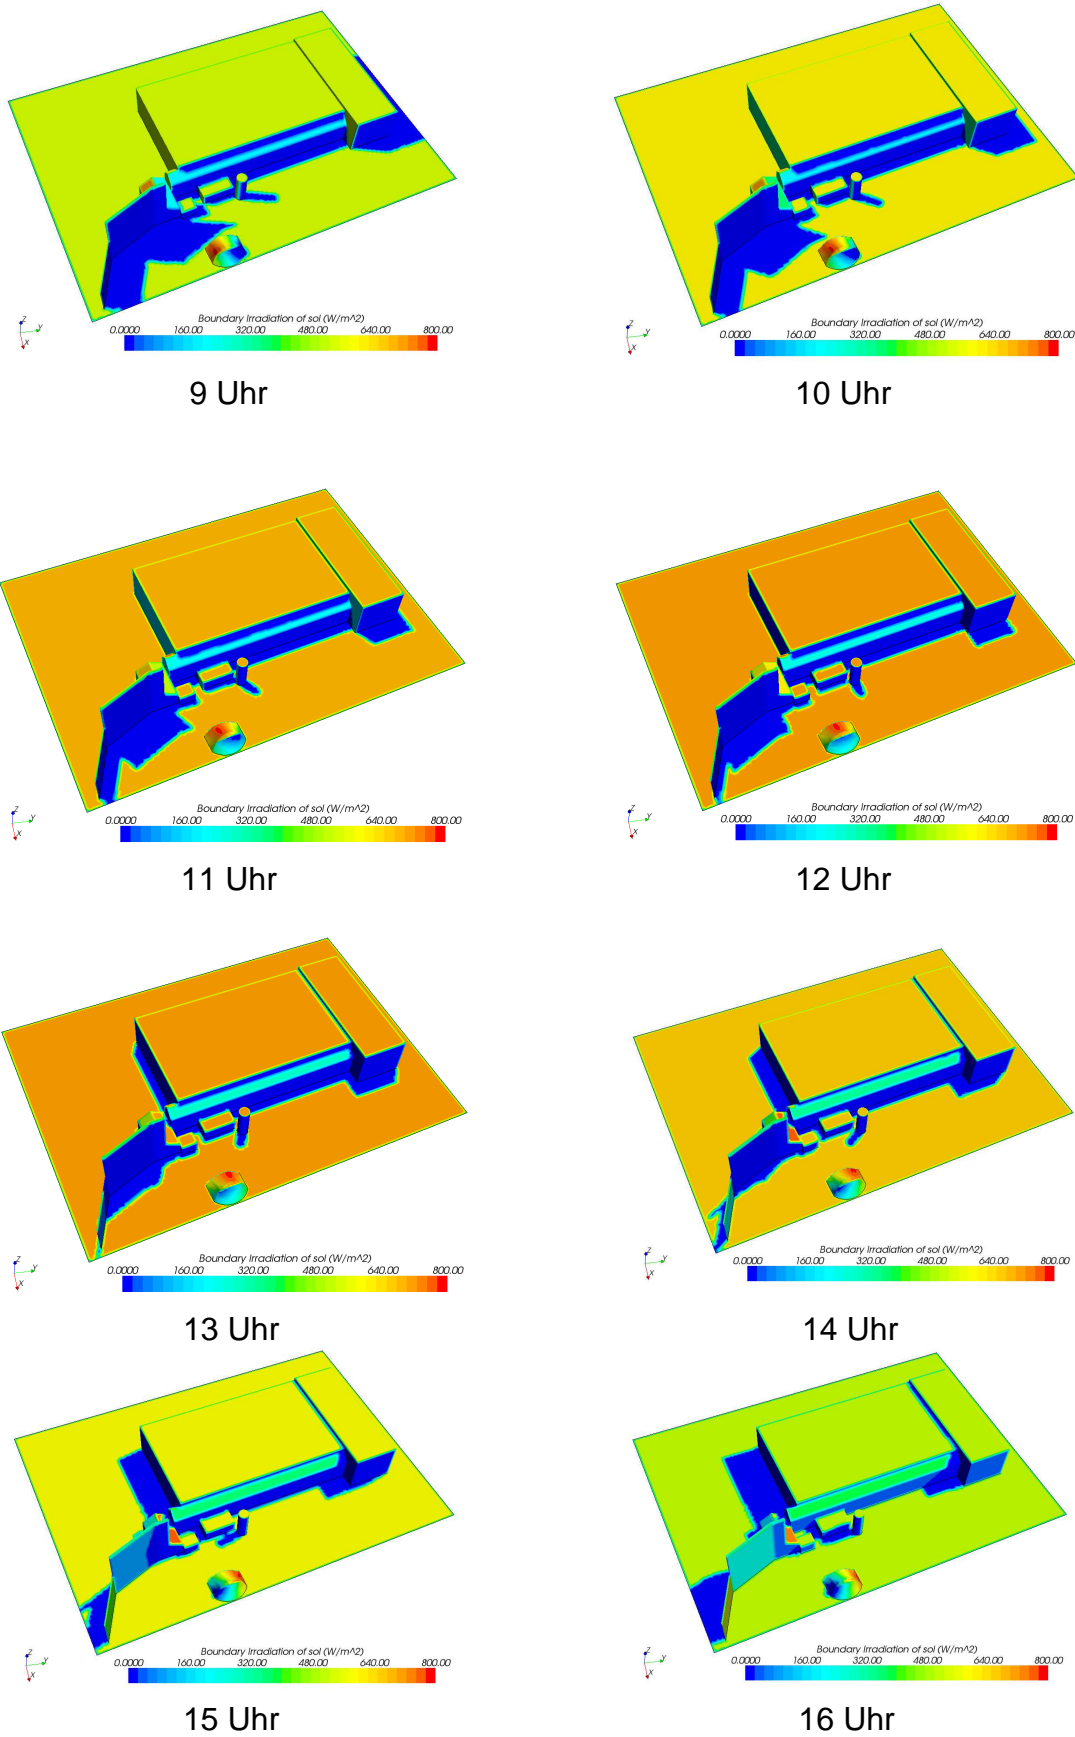 Boundary Irradiation of sol (W/m^2)
0.0000 160.00 320.00 480.00 640.00 800.00
Z Y X
9 Uhr
Boundary Irradiation of sol (W/m^2)
0.0000 160.00 320.00 480.00 640.00 800.00
Z Y X
10 Uhr
Boundary Irradiation of sol (W/m^2)
0.0000 160.00 320.00 480.00 640.00 800.00
Z Y X
11 Uhr
Boundary Irradiation of sol (W/m^2)
0.0000 160.00 320.00 480.00 640.00 800.00
Z Y X
12 Uhr
Boundary Irradiation of sol (W/m^2)
0.0000 160.00 320.00 480.00 640.00 800.00
Z Y X
13 Uhr
Boundary Irradiation of sol (W/m^2)
0.0000 160.00 320.00 480.00 640.00 800.00
Z Y X
14 Uhr
Boundary Irradiation of sol (W/m^2)
0.0000 160.00 320.00 480.00 640.00 800.00
Z Y X
15 Uhr
Boundary Irradiation of sol (W/m^2)
0.0000 160.00 320.00 480.00 640.00 800.00
Z Y X
16 Uhr